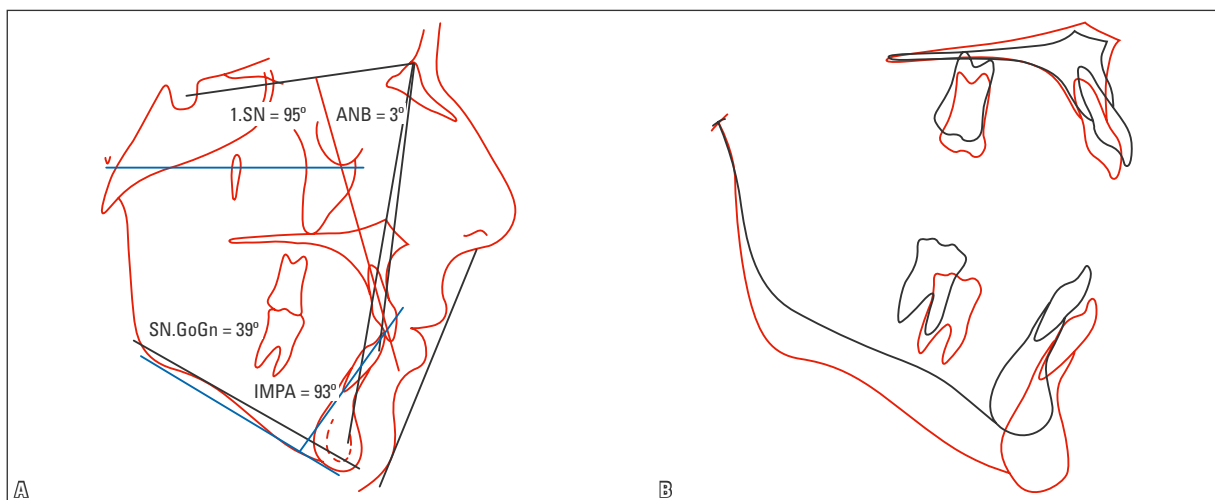 1.SN = 95º
ANB = 3º
v
SN.GoGn = 39º
IMPA = 93º
A
B